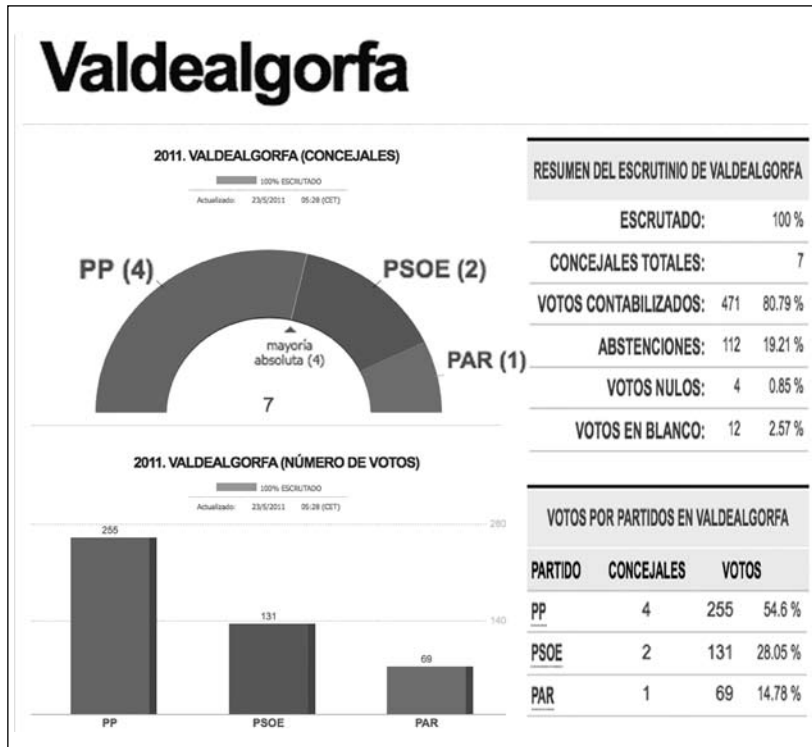 Valdealgorfa
2011. VALDEALGORFA (CONCEJALES)
100% ESCRUTADO
Actualizado: 23/5/2011 05:28 (CET)
PP (4)
PSOE (2)
PAR (1)
mayoría
absoluta (4)
7
2011. VALDEALGORFA (NÚMERO DE VOTOS)
100% ESCRUTADO
Actualizado: 23/5/2011 05:28 (CET)
280
255
140
131
69
PP PSOE PAR
RESUMEN DEL ESCRUTINIO DE VALDEALGORFA
ESCRUTADO: 100 %
CONCEJALES TOTALES: 7
VOTOS CONTABILIZADOS: 471 80.79 %
ABSTENCIONES: 112 19.21 %
VOTOS NULOS: 4 0.85 %
VOTOS EN BLANCO: 12 2.57 %
VOTOS POR PARTIDOS EN VALDEALGORFA
PARTIDO CONCEJALES VOTOS
PP 4 255 54.6 %
PSOE 2 131 28.05 %
PAR 1 69 14.78 %